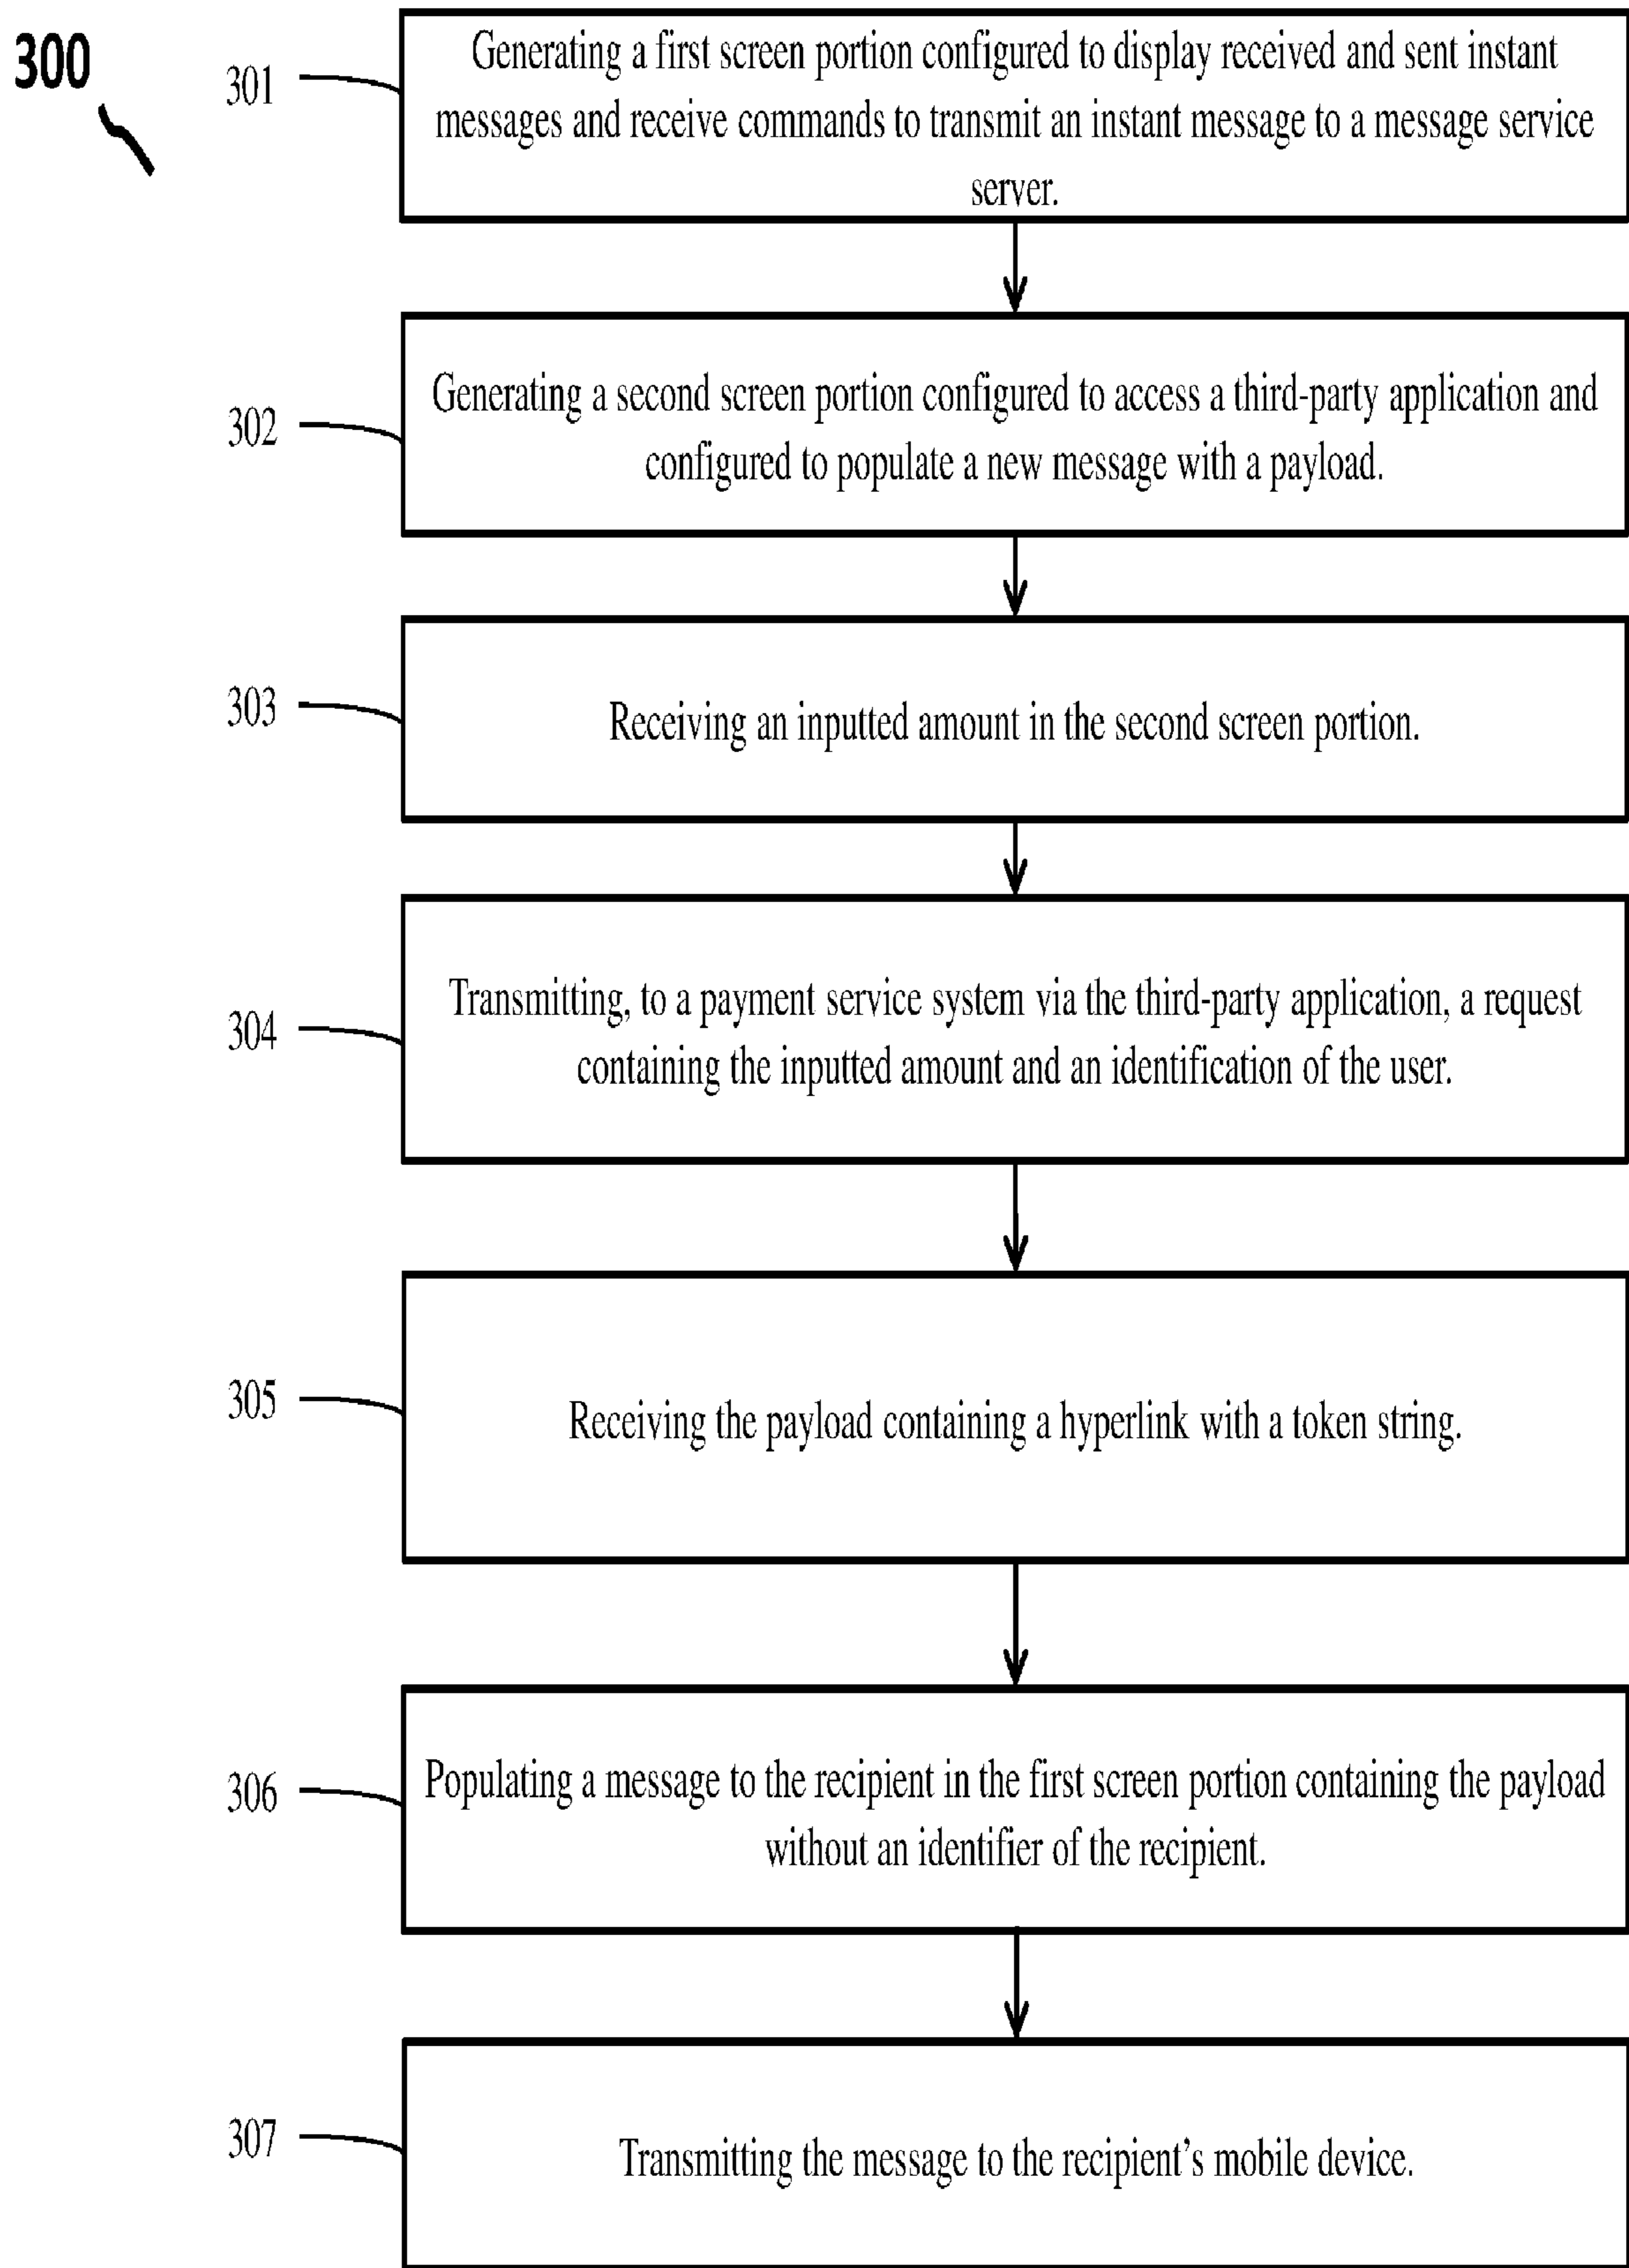 300
301
Generating a first screen portion configured to display received and sent instant
messages and receive commands to transmit an instant message to a message service
server.
302
Generating a second screen portion configured to access a third-party application and
configured to populate a new message with a payload.
303
Receiving an inputted amount in the second screen portion.
304
Transmitting, to a payment service system via the third-party application, a request
containing the inputted amount and an identification of the user.
305
Receiving the payload containing a hyperlink with a token string.
306
Populating a message to the recipient in the first screen portion containing the payload
without an identifier of the recipient.
307
Transmitting the message to the recipient's mobile device.